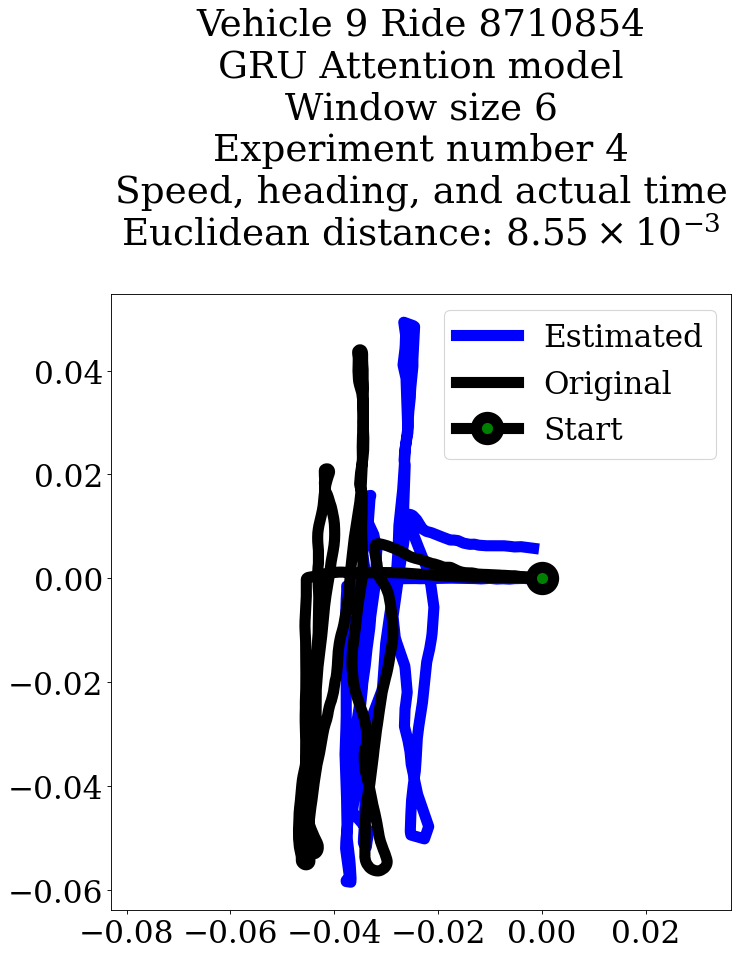 Vehicle 9 Ride 8710854
GRU Attention model
Window size 6
Experiment number 4
Speed, heading, and actual time
Euclidean distance: 8.55 × 10⁻³
Estimated
Original
Start
0.04
0.02
0.00
−0.02
−0.04
−0.06
−0.08 −0.06 −0.04 −0.02 0.00 0.02